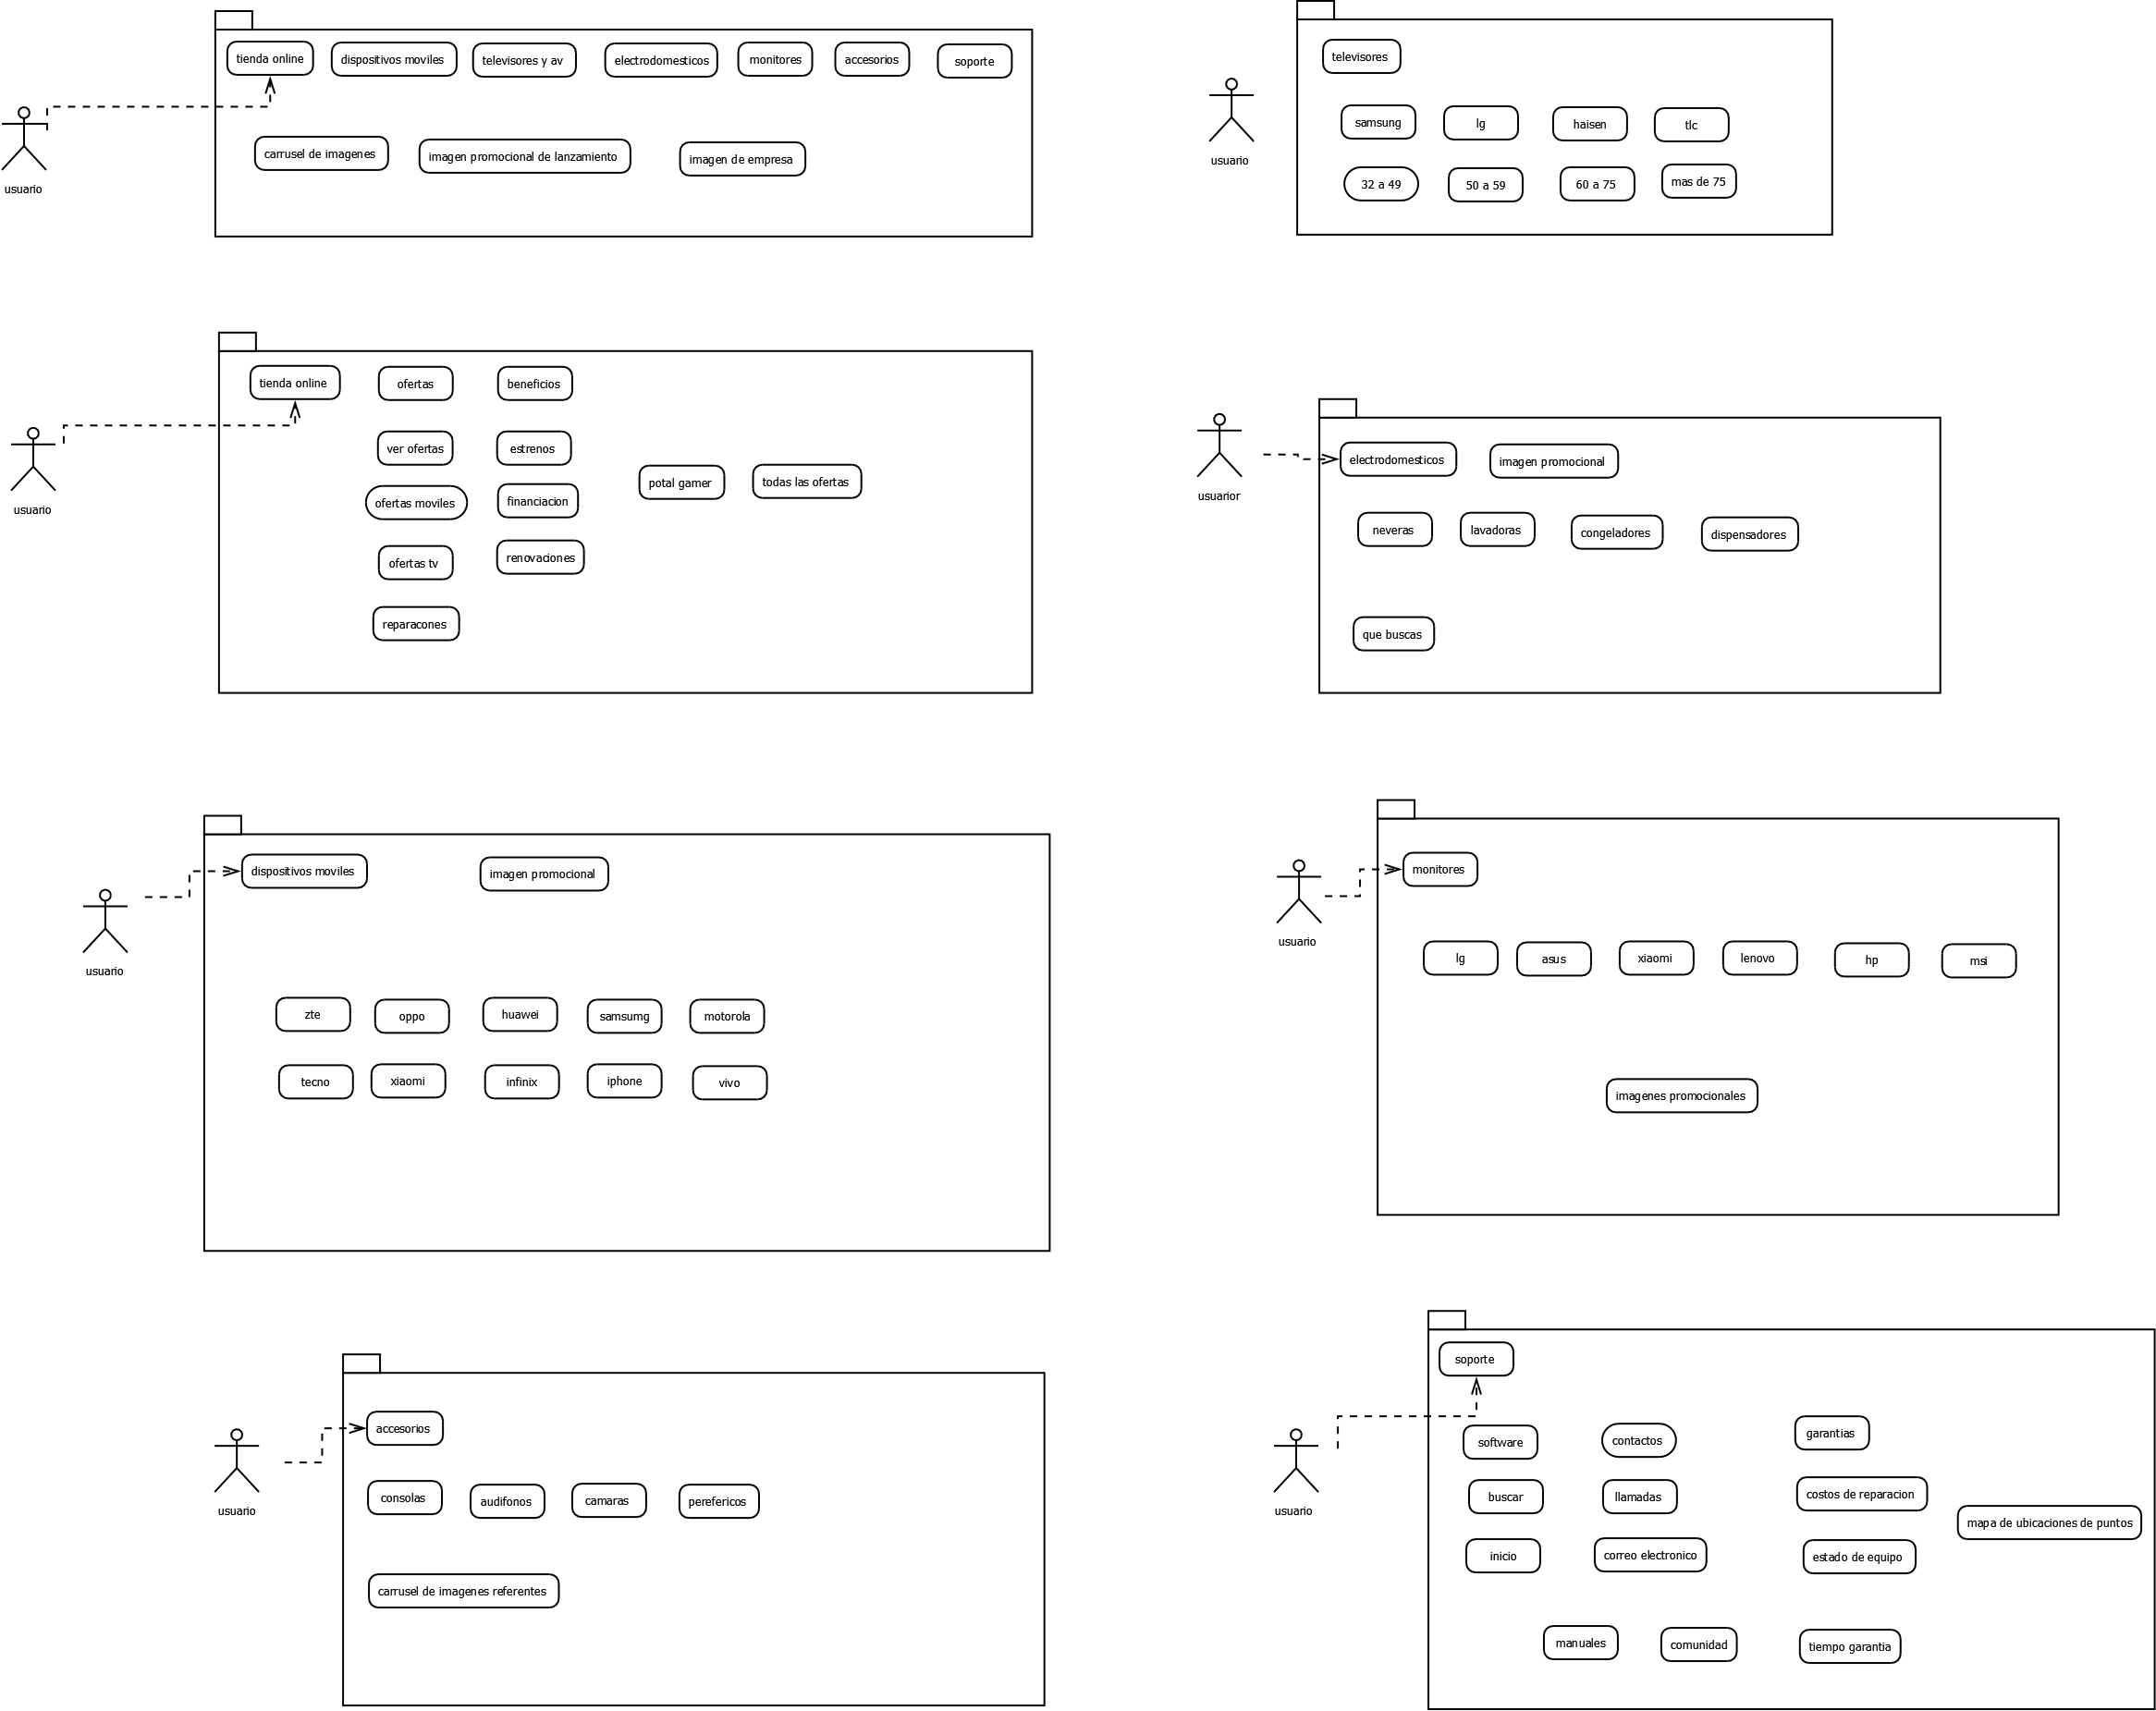 tienda online
dispositivos moviles
televisores y av
electrodomesticos
monitores
accesorios
soporte
carrusel de imagenes
imagen promocional de lanzamiento
imagen de empresa
usuario
televisores
samsung
lg
haisen
tlc
32 a 49
50 a 59
60 a 75
mas de 75
usuario
tienda online
ofertas
beneficios
ver ofertas
estrenos
potal gamer
todas las ofertas
ofertas moviles
financiacion
ofertas tv
renovaciones
reparacones
usuario
electrodomesticos
imagen promocional
neveras
lavadoras
congeladores
dispensadores
que buscas
usuarior
dispositivos moviles
imagen promocional
zte
oppo
huawei
samsumg
motorola
tecno
xiaomi
infinix
iphone
vivo
usuario
monitores
lg
asus
xiaomi
lenovo
hp
msi
imagenes promocionales
usuario
accesorios
consolas
audifonos
camaras
perefericos
carrusel de imagenes referentes
usuario
soporte
software
contactos
garantias
buscar
llamadas
costos de reparacion
mapa de ubicaciones de puntos
inicio
correo electronico
estado de equipo
manuales
comunidad
tiempo garantia
usuario